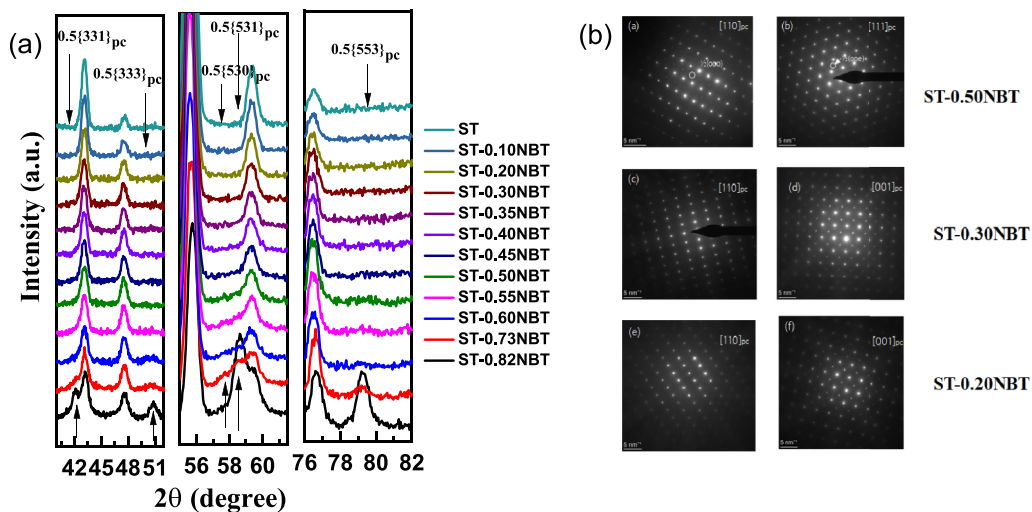 (a)
0.5{331}pc
0.5{333}pc
0.5{531}pc
0.5{530}pc
0.5{553}pc
Intensity (a.u.)
42 45 48 51
56 58 60
76 78 80 82
2θ (degree)
ST
ST-0.10NBT
ST-0.20NBT
ST-0.30NBT
ST-0.35NBT
ST-0.40NBT
ST-0.45NBT
ST-0.50NBT
ST-0.55NBT
ST-0.60NBT
ST-0.73NBT
ST-0.82NBT
(b)
(a) [110]pc
5 nm⁻¹
(b) [111]pc
5 nm⁻¹
ST-0.50NBT
(c) [110]pc
5 nm⁻¹
(d) [001]pc
5 nm⁻¹
ST-0.30NBT
(e) [110]pc
5 nm⁻¹
(f) [001]pc
5 nm⁻¹
ST-0.20NBT